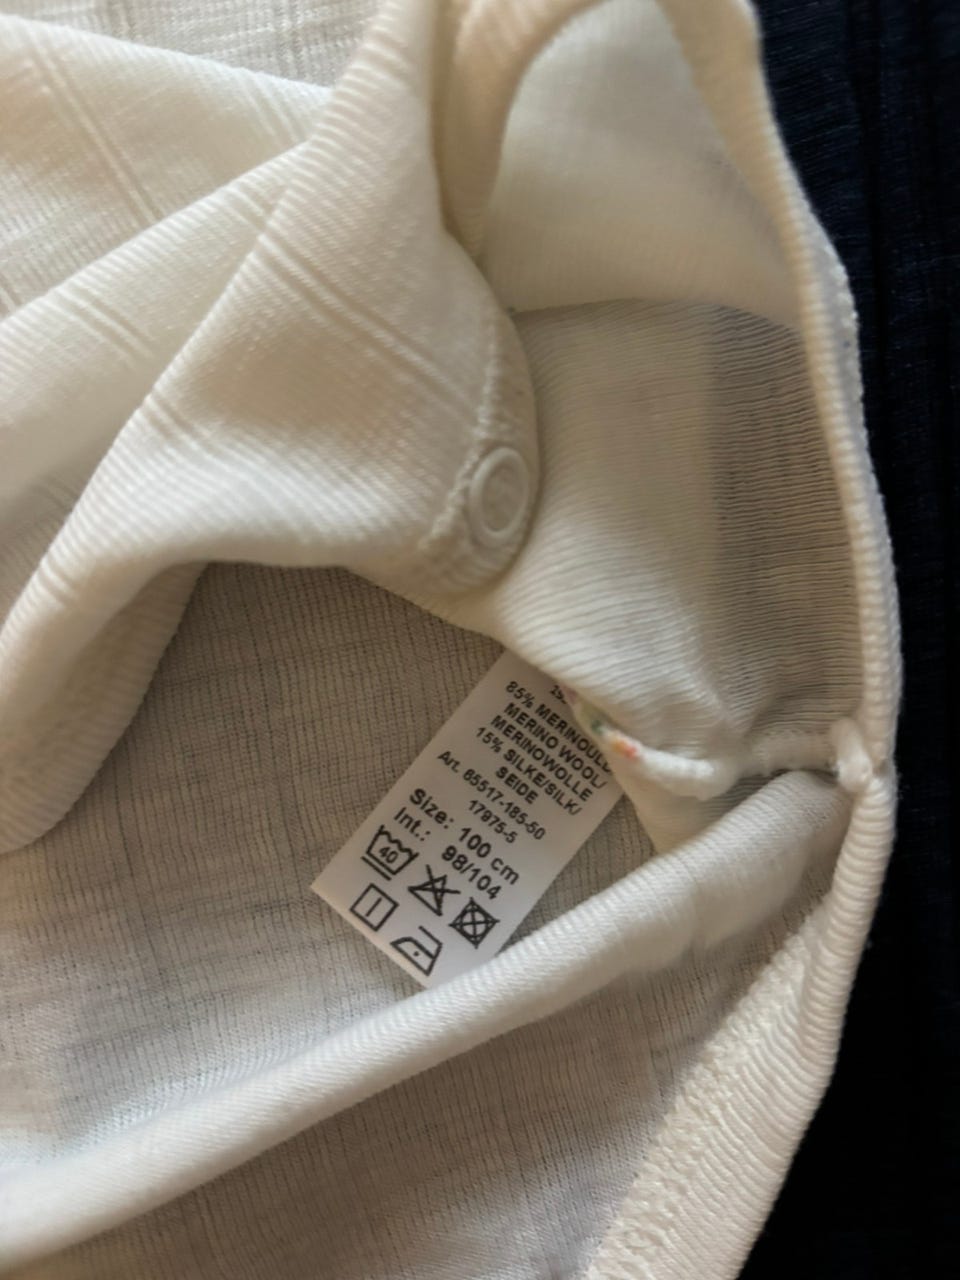 85% MERINOULD
MERINO WOOL/
MERINOWOLLE
15% SILKE/SILK/
SEIDE
Art. 65517-185-50
17975-5
Size: 100 cm
Int.: 98/104
40